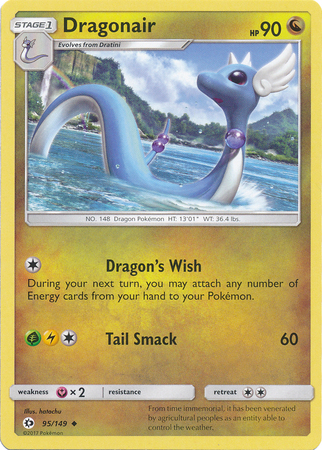 STAGE 1
Dragonair
HP 90
Evolves from Dratini
NO. 148 Dragon Pokémon HT: 13'01" WT: 36.4 lbs.
Dragon's Wish
During your next turn, you may attach any number of
Energy cards from your hand to your Pokémon.
Tail Smack 60
weakness ×2 resistance retreat
Illus. hatachu
95/149
©2017 Pokémon
From time immemorial, it has been venerated
by agricultural peoples as an entity able to
control the weather.